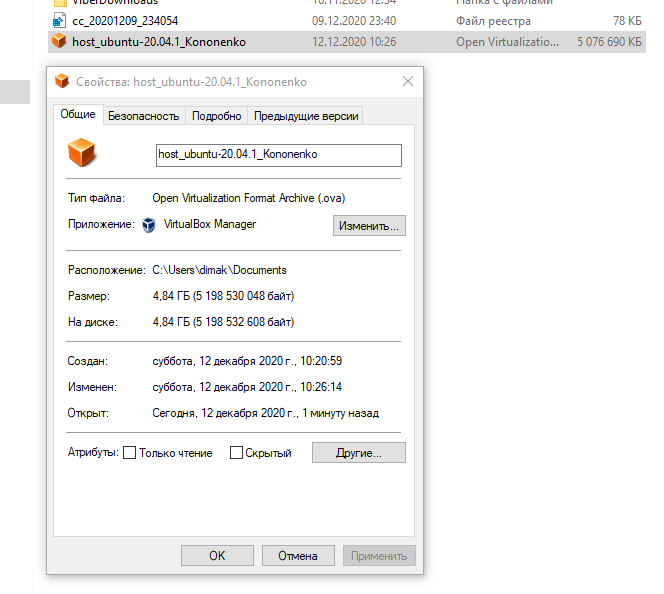 ViberDownloads 10.11.2020 12:54 Папка с файлами
cc_20201209_234054 09.12.2020 23:40 Файл реестра 78 КБ
host_ubuntu-20.04.1_Kononenko 12.12.2020 10:26 Open Virtualizatio... 5 076 690 КБ
Свойства: host_ubuntu-20.04.1_Kononenko
Общие Безопасность Подробно Предыдущие версии
host_ubuntu-20.04.1_Kononenko
Тип файла: Open Virtualization Format Archive (.ova)
Приложение: VirtualBox Manager Изменить...
Расположение: C:\Users\dimak\Documents
Размер: 4,84 ГБ (5 198 530 048 байт)
На диске: 4,84 ГБ (5 198 532 608 байт)
Создан: суббота, 12 декабря 2020 г., 10:20:59
Изменен: суббота, 12 декабря 2020 г., 10:26:14
Открыт: Сегодня, 12 декабря 2020 г., 1 минуту назад
Атрибуты: Только чтение Скрытый Другие...
OK Отмена Применить